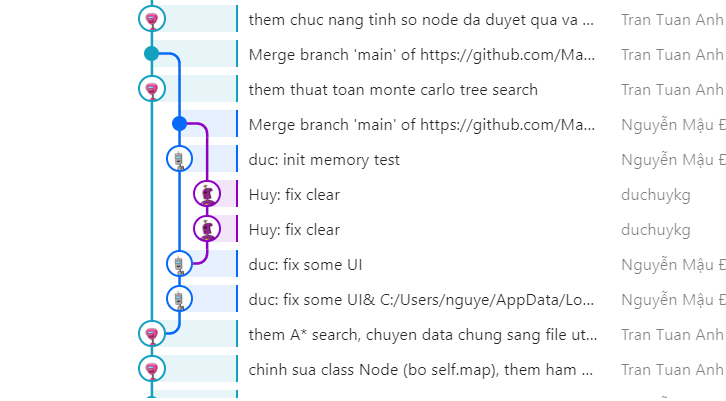 them chuc nang tinh so node da duyet qua va ... Tran Tuan Anh
Merge branch 'main' of https://github.com/Ma... Tran Tuan Anh
them thuat toan monte carlo tree search Tran Tuan Anh
Merge branch 'main' of https://github.com/Ma... Nguyễn Mậu Đ
duc: init memory test Nguyễn Mậu Đ
Huy: fix clear duchuykg
Huy: fix clear duchuykg
duc: fix some UI Nguyễn Mậu Đ
duc: fix some UI& C:/Users/nguye/AppData/Lo... Nguyễn Mậu Đ
them A* search, chuyen data chung sang file ut... Tran Tuan Anh
chinh sua class Node (bo self.map), them ham ... Tran Tuan Anh